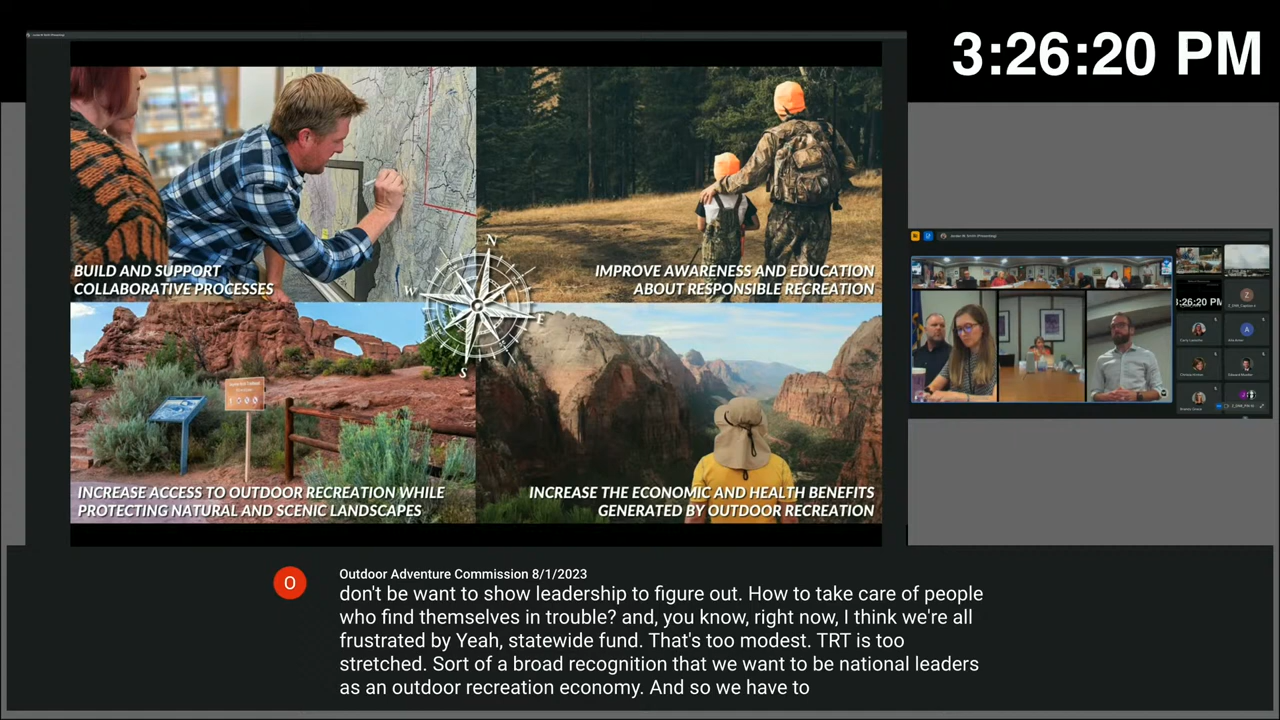 3:26:20 PM
BUILD AND SUPPORT
COLLABORATIVE PROCESSES
IMPROVE AWARENESS AND EDUCATION
ABOUT RESPONSIBLE RECREATION
N
W
E
S
INCREASE ACCESS TO OUTDOOR RECREATION WHILE
PROTECTING NATURAL AND SCENIC LANDSCAPES
INCREASE THE ECONOMIC AND HEALTH BENEFITS
GENERATED BY OUTDOOR RECREATION
3:26:20 PM
O
Outdoor Adventure Commission 8/1/2023
don't be want to show leadership to figure out. How to take care of people
who find themselves in trouble? and, you know, right now, I think we're all
frustrated by Yeah, statewide fund. That's too modest. TRT is too
stretched. Sort of a broad recognition that we want to be national leaders
as an outdoor recreation economy. And so we have to